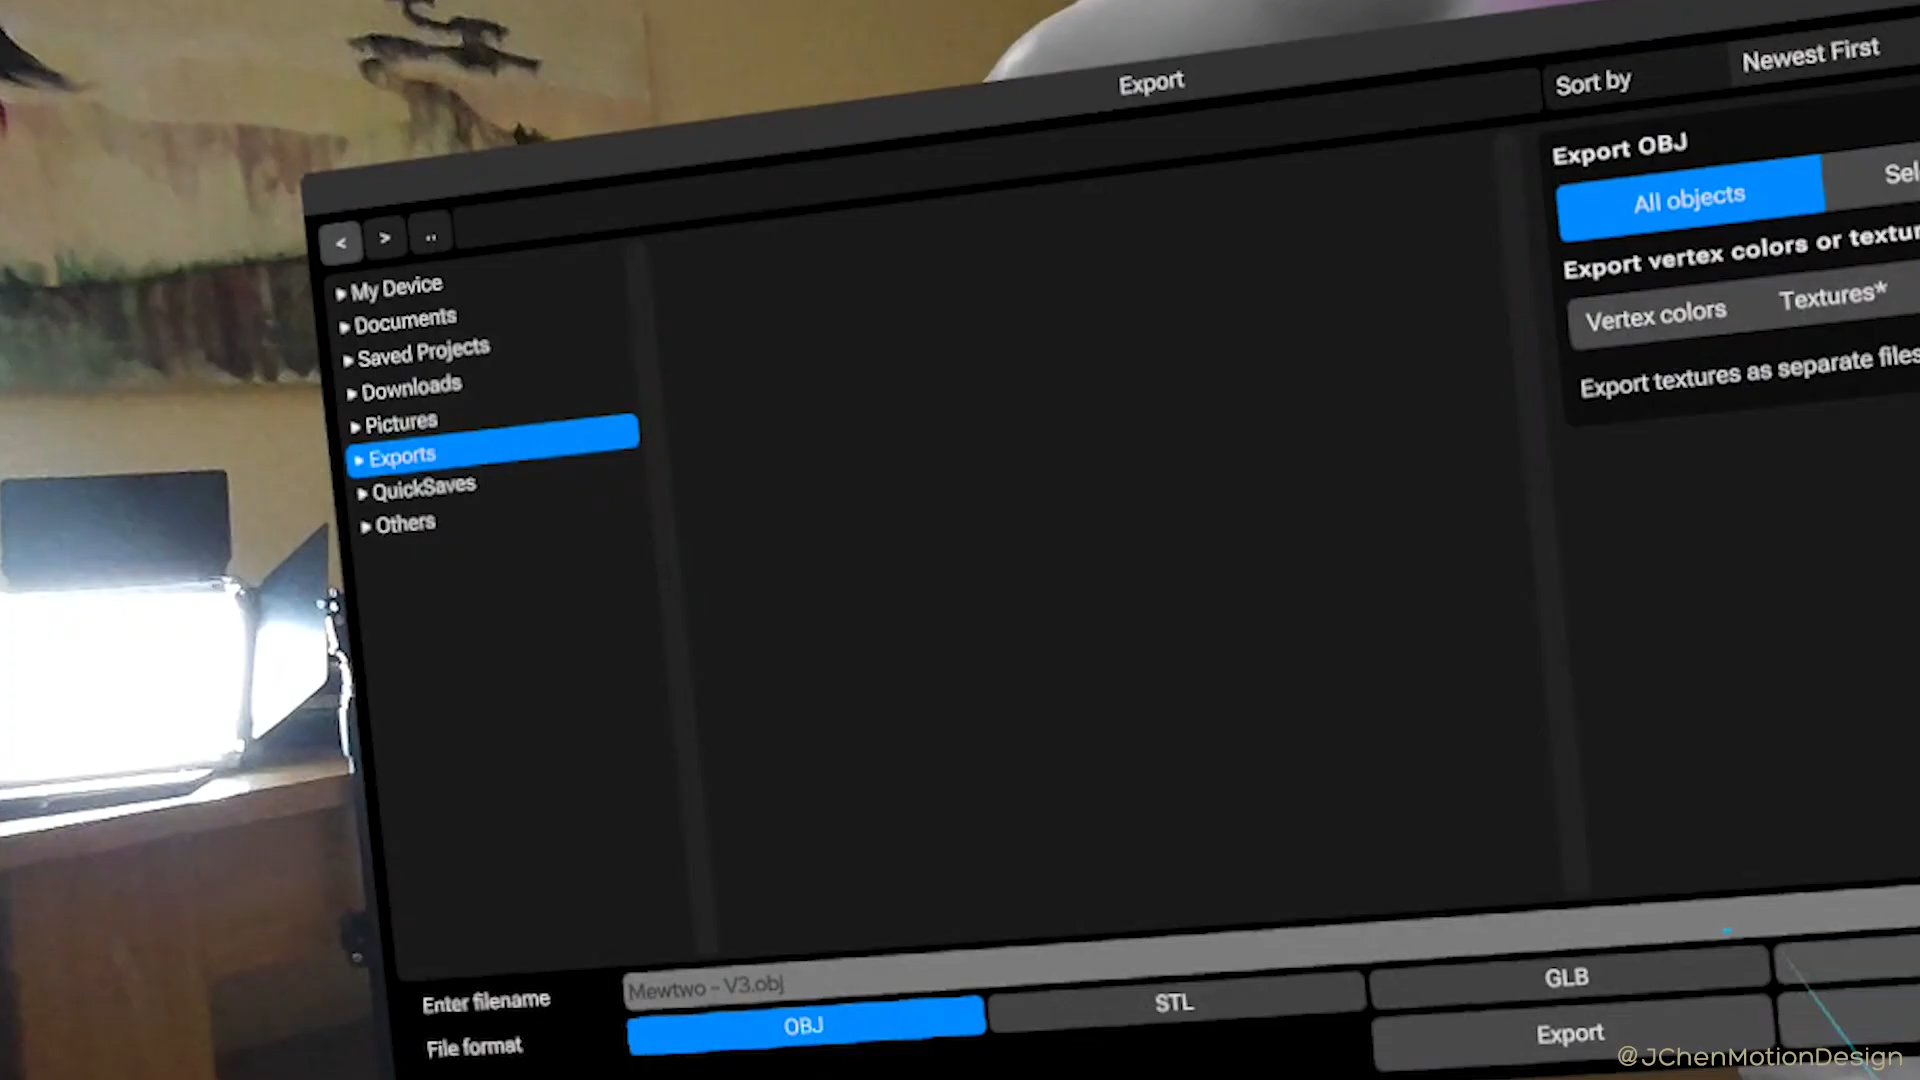 Export
Sort by
Newest First
Export OBJ
All objects
Export vertex colors or
Vertex colors
Textures*
Export textures as separate files
< > ..
My Device
Documents
Saved Projects
Downloads
Pictures
Exports
QuickSaves
Others
Enter filename
Mewtwo - V3.obj
File format
OBJ
STL
GLB
Export
@JChenMotionDesign